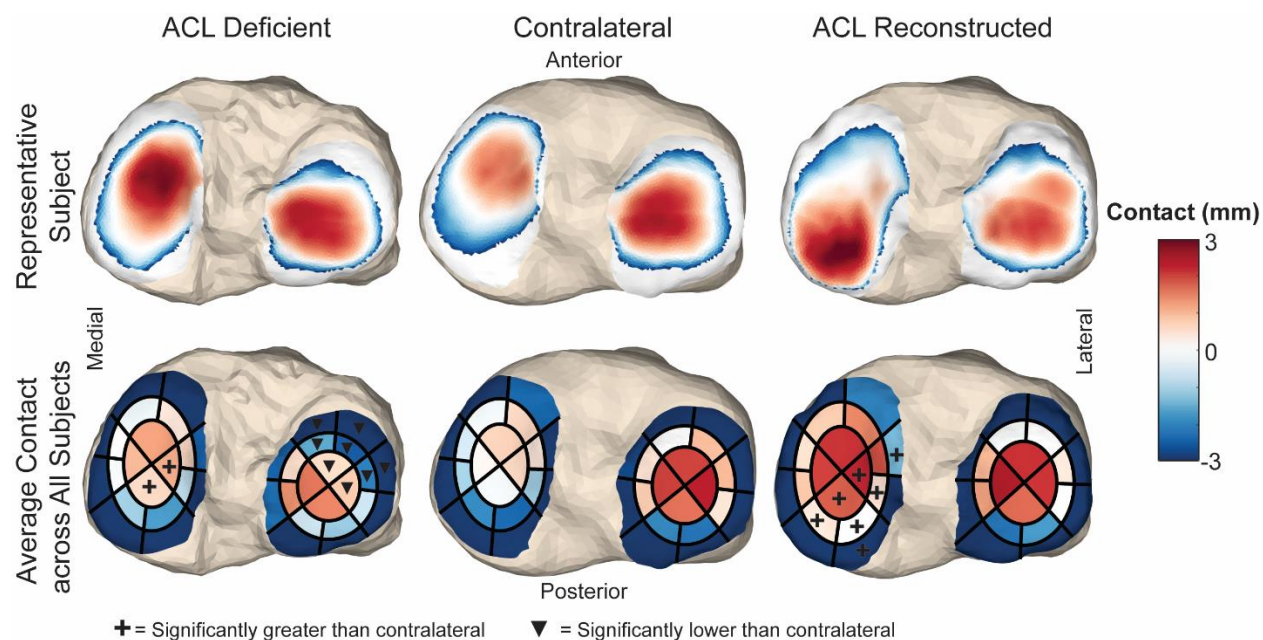 ACL Deficient
Contralateral
ACL Reconstructed
Anterior
Representative
Subject
Contact (mm)
3
0
-3
Medial
Lateral
Average Contact
across All Subjects
Posterior
+ = Significantly greater than contralateral
▼ = Significantly lower than contralateral